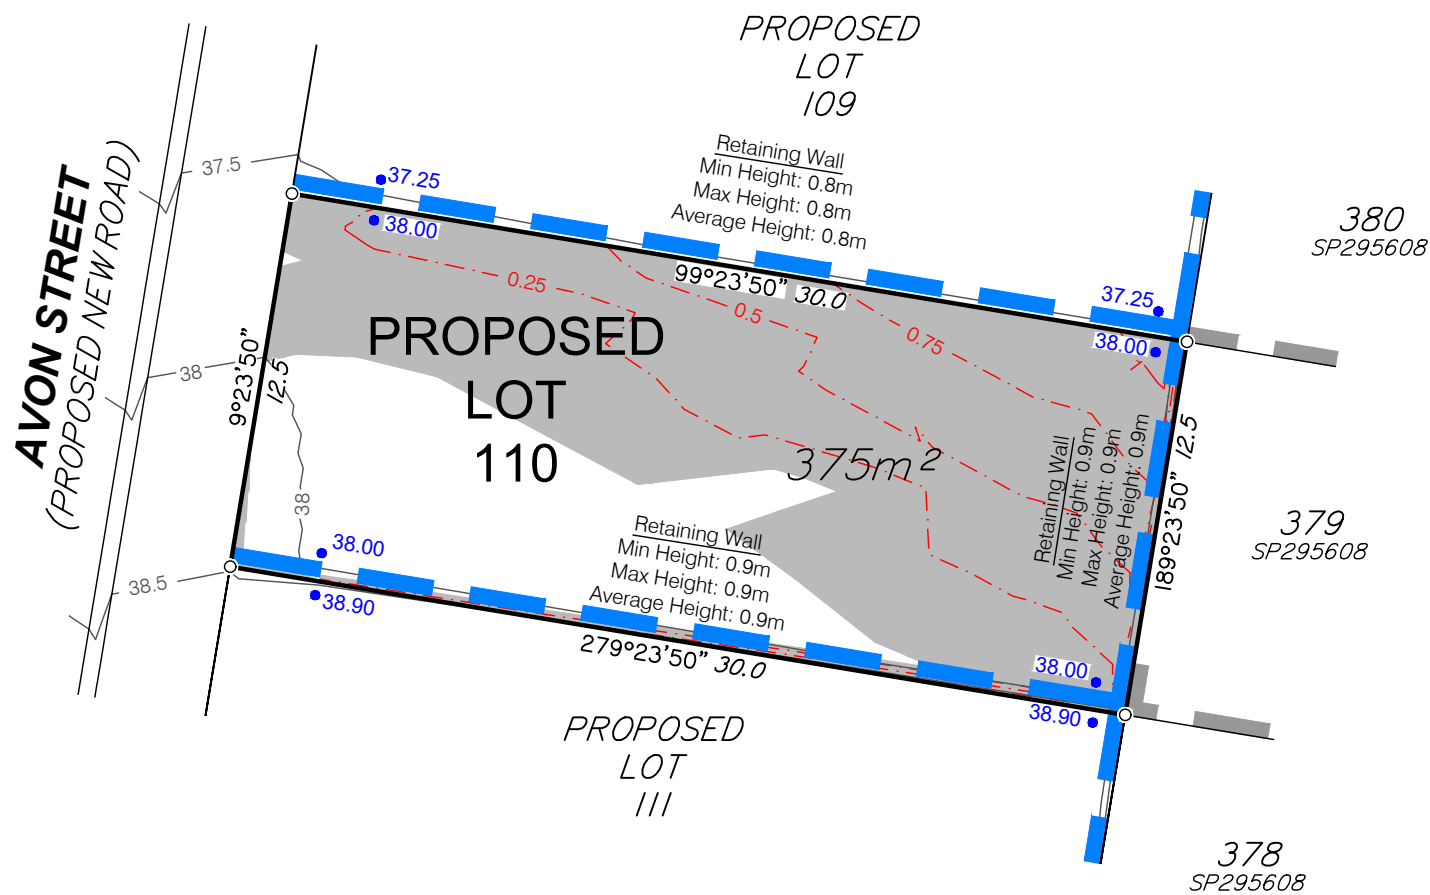 PROPOSED
LOT
109
Retaining Wall
Min Height: 0.8m
Max Height: 0.8m
Average Height: 0.8m
AVON STREET
(PROPOSED NEW ROAD)
37.5
37.25
38.00
380
SP295608
99°23'50" 30.0
0.25
0.5
0.75
37.25
38.00
PROPOSED
LOT
110
375m²
38
9°23'50"
12.5
38
Retaining Wall
Min Height: 0.9m
Max Height: 0.9m
Average Height: 0.9m
189°23'50" 12.5
379
SP295608
Retaining Wall
Min Height: 0.9m
Max Height: 0.9m
Average Height: 0.9m
38.00
38.5
38.90
279°23'50" 30.0
38.00
38.90
PROPOSED
LOT
111
378
SP295608